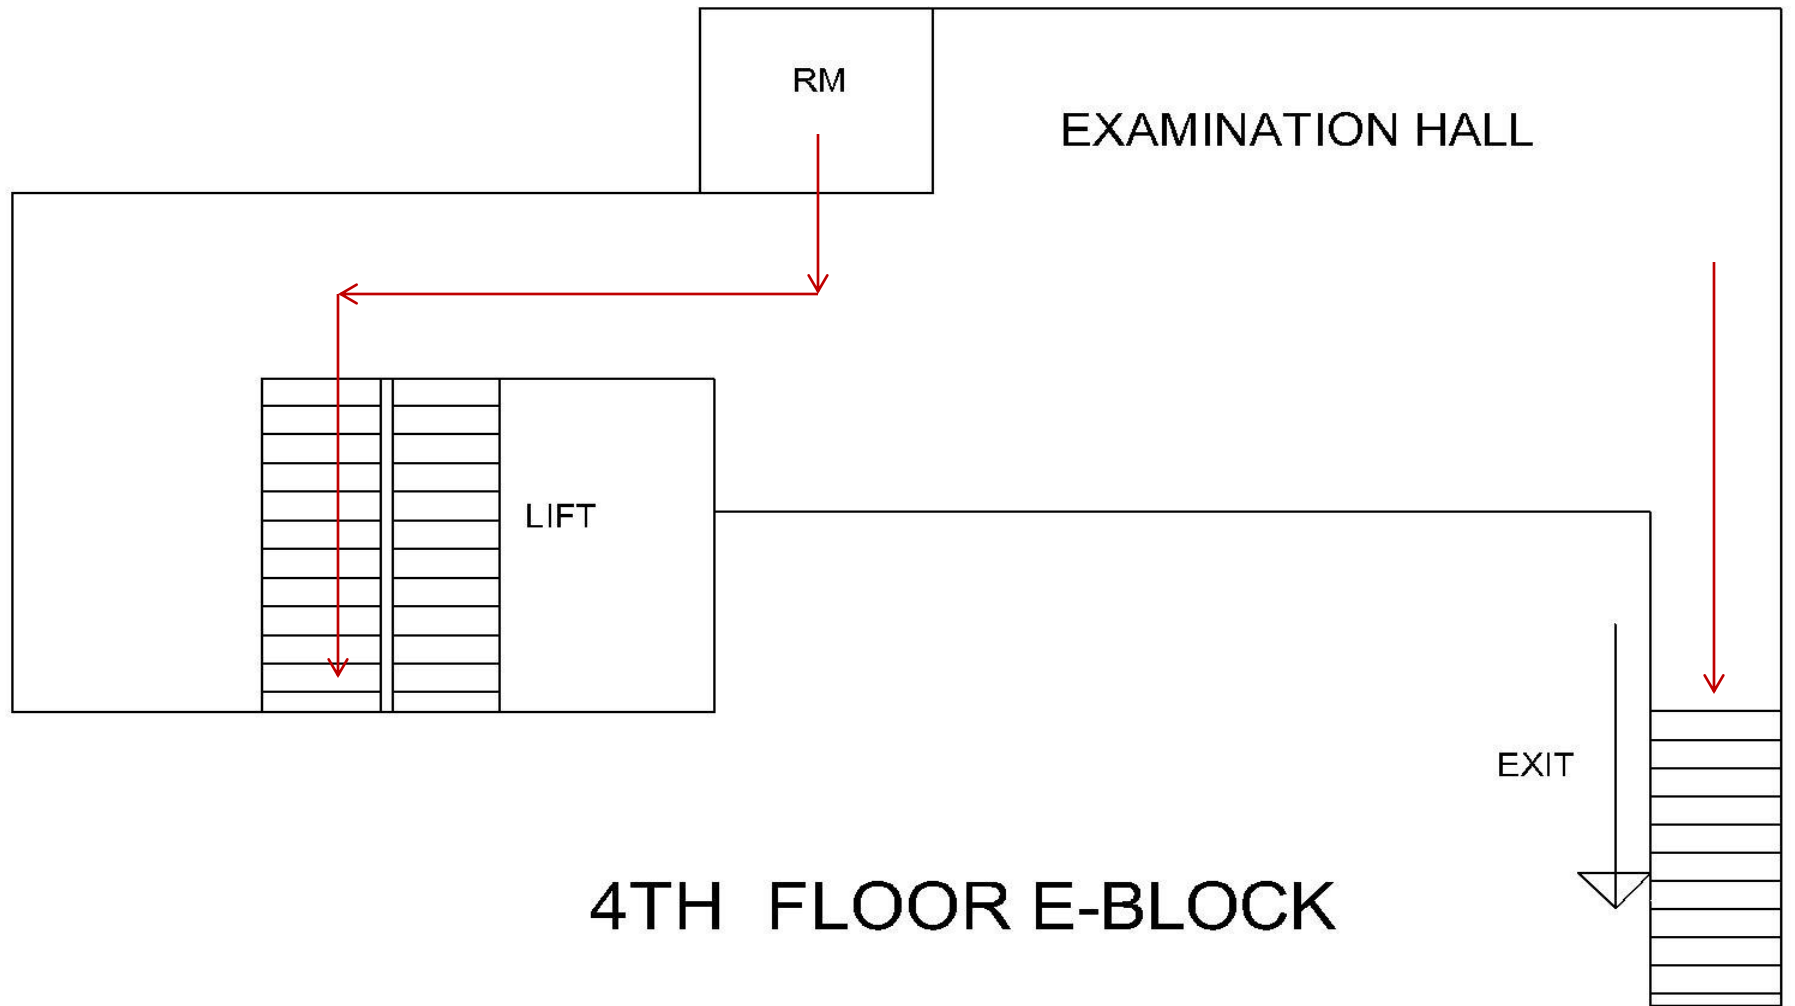 RM
EXAMINATION HALL
LIFT
EXIT
4TH FLOOR E-BLOCK